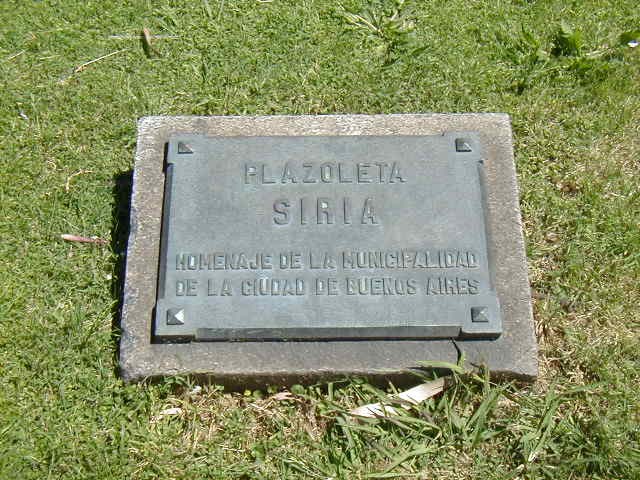 PLAZOLETA
SIRIA
HOMENAJE DE LA MUNICIPALIDAD
DE LA CIUDAD DE BUENOS AIRES